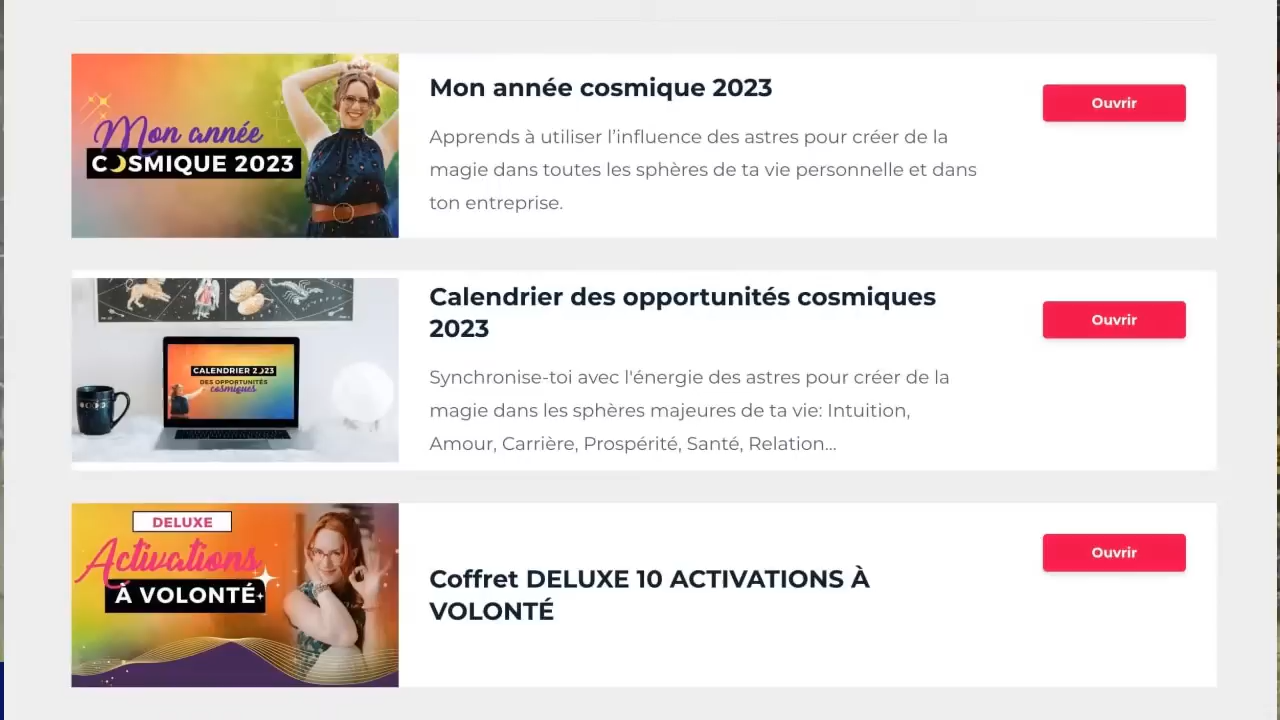 Mon année
COSMIQUE 2023
Mon année cosmique 2023
Apprends à utiliser l’influence des astres pour créer de la
magie dans toutes les sphères de ta vie personnelle et dans
ton entreprise.
Ouvrir
CALENDRIER 2023
DES OPPORTUNITÉS
cosmiques
Calendrier des opportunités cosmiques
2023
Synchronise-toi avec l'énergie des astres pour créer de la
magie dans les sphères majeures de ta vie: Intuition,
Amour, Carrière, Prospérité, Santé, Relation...
Ouvrir
DELUXE
Activations
À VOLONTÉ
Coffret DELUXE 10 ACTIVATIONS À
VOLONTÉ
Ouvrir